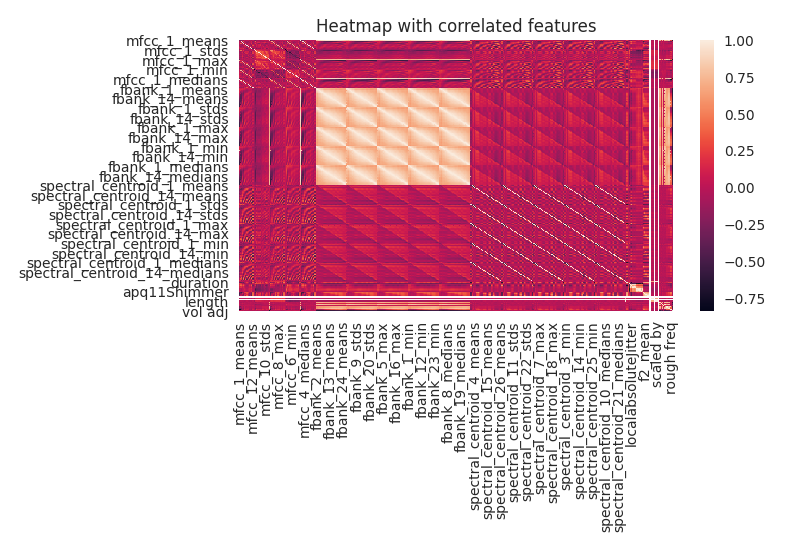 Heatmap with correlated features
mfcc_1_means
mfcc_1_stds
mfcc_1_max
mfcc_1_min
mfcc_1_medians
fbank_1_means
fbank_14_means
fbank_1_stds
fbank_14_stds
fbank_1_max
fbank_14_max
fbank_1_min
fbank_14_min
fbank_1_medians
fbank_14_medians
spectral_centroid_1_means
spectral_centroid_14_means
spectral_centroid_1_stds
spectral_centroid_14_stds
spectral_centroid_1_max
spectral_centroid_14_max
spectral_centroid_1_min
spectral_centroid_14_min
spectral_centroid_1_medians
spectral_centroid_14_medians
duration
apq11Shimmer
length
vol adj
mfcc_1_means
mfcc_12_means
mfcc_10_stds
mfcc_8_max
mfcc_6_min
mfcc_4_medians
fbank_2_means
fbank_13_means
fbank_24_means
fbank_9_stds
fbank_20_stds
fbank_5_max
fbank_16_max
fbank_1_min
fbank_12_min
fbank_23_min
fbank_8_medians
fbank_19_medians
spectral_centroid_4_means
spectral_centroid_15_means
spectral_centroid_26_means
spectral_centroid_11_stds
spectral_centroid_22_stds
spectral_centroid_7_max
spectral_centroid_18_max
spectral_centroid_3_min
spectral_centroid_14_min
spectral_centroid_25_min
spectral_centroid_10_medians
spectral_centroid_21_medians
localabsoluteJitter
f2_mean
scaled by
rough freq
1.00
0.75
0.50
0.25
0.00
−0.25
−0.50
−0.75